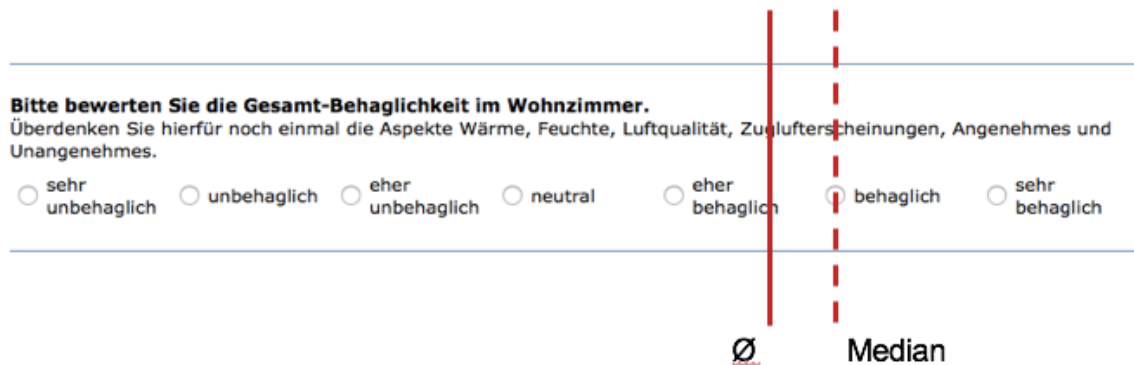 Bitte bewerten Sie die Gesamt-Behaglichkeit im Wohnzimmer.
Überdenken Sie hierfür noch einmal die Aspekte Wärme, Feuchte, Luftqualität, Zuglufterscheinungen, Angenehmes und
Unangenehmes.
sehr unbehaglich
unbehaglich
eher unbehaglich
neutral
eher behaglich
behaglich
sehr behaglich
Ø
Median